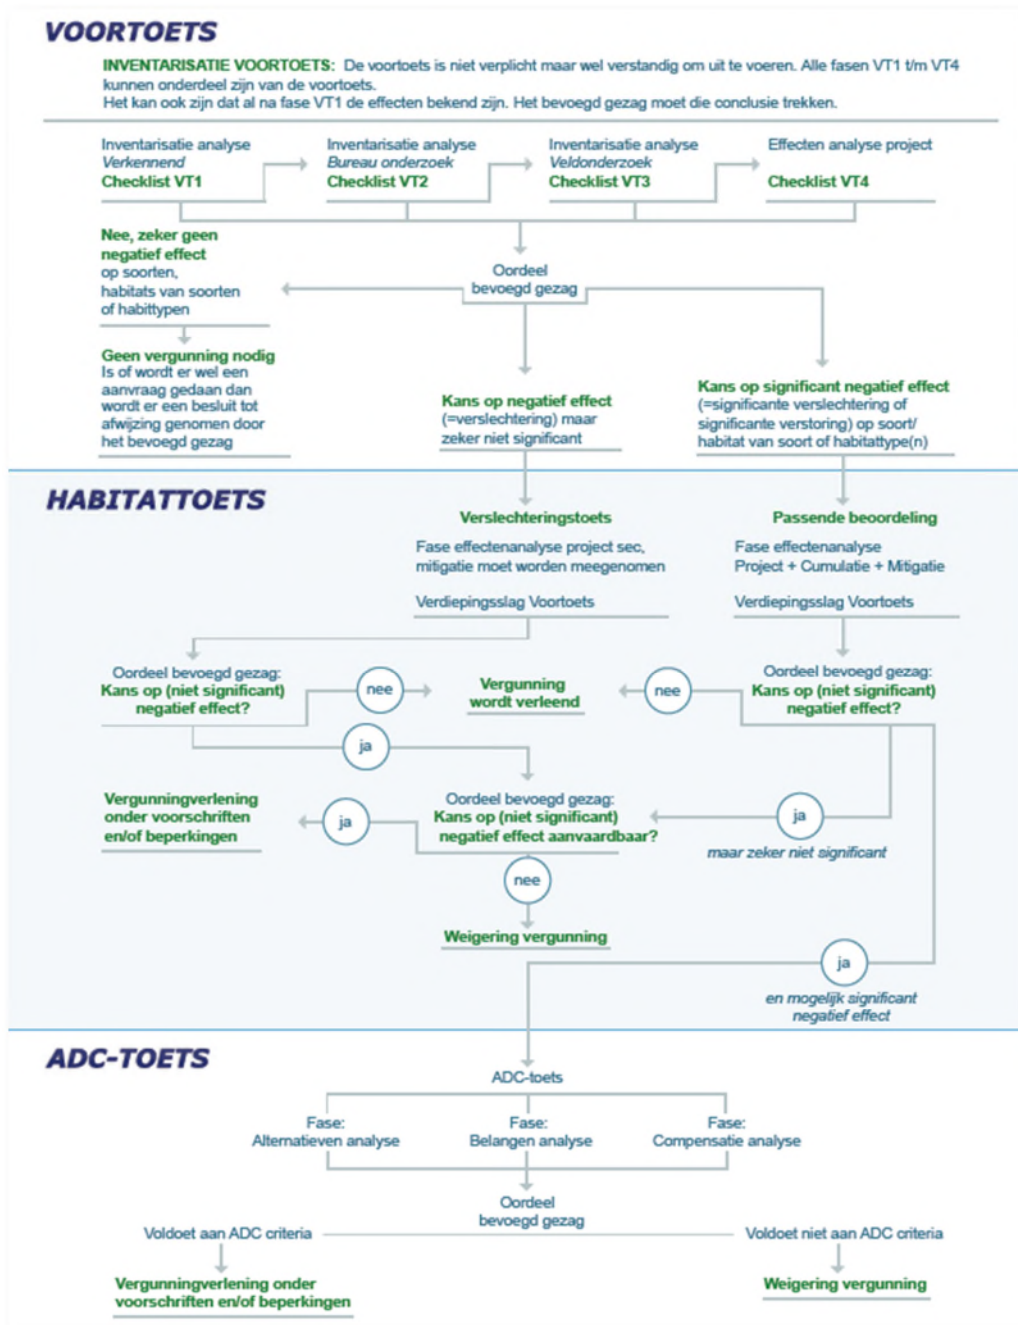 VOORTOETS
INVENTARISATIE VOORTOETS: De voortoets is niet verplicht maar wel verstandig om uit te voeren. Alle fasen VT1 t/m VT4
kunnen onderdeel zijn van de voortoets.
Het kan ook zijn dat al na fase VT1 de effecten bekend zijn. Het bevoegd gezag moet die conclusie trekken.
Inventarisatie analyse
Verkennend
Checklist VT1
Inventarisatie analyse
Bureau onderzoek
Checklist VT2
Inventarisatie analyse
Veldonderzoek
Checklist VT3
Effecten analyse project
Checklist VT4
Nee, zeker geen
negatief effect
op soorten,
habitats van soorten
of habittypen
Oordeel
bevoegd gezag
Geen vergunning nodig
Is of wordt er wel een
aanvraag gedaan dan
wordt er een besluit tot
afwijzing genomen door
het bevoegd gezag
Kans op negatief effect
(=verslechtering) maar
zeker niet significant
Kans op significant negatief effect
(=significante verslechtering of
significante verstoring) op soort/
habitat van soort of habitattype(n)
HABITATTOETS
Verslechteringstoets
Fase effectenanalyse project sec,
mitigatie moet worden meegenomen
Verdiepingsslag Voortoets
Passende beoordeling
Fase effectenanalyse
Project + Cumulatie + Mitigatie
Verdiepingsslag Voortoets
Oordeel bevoegd gezag:
Kans op (niet significant)
negatief effect?
nee
Vergunning
wordt verleend
nee
Oordeel bevoegd gezag:
Kans op (niet significant)
negatief effect?
ja
Vergunningverlening
onder voorschriften
en/of beperkingen
ja
Oordeel bevoegd gezag:
Kans op (niet significant)
negatief effect aanvaardbaar?
ja
maar zeker niet significant
nee
Weigering vergunning
ja
en mogelijk significant
negatief effect
ADC-TOETS
ADC-toets
Fase:
Alternatieven analyse
Fase:
Belangen analyse
Fase:
Compensatie analyse
Oordeel
bevoegd gezag
Voldoet aan ADC criteria
Voldoet niet aan ADC criteria
Vergunningverlening onder
voorschriften en/of beperkingen
Weigering vergunning